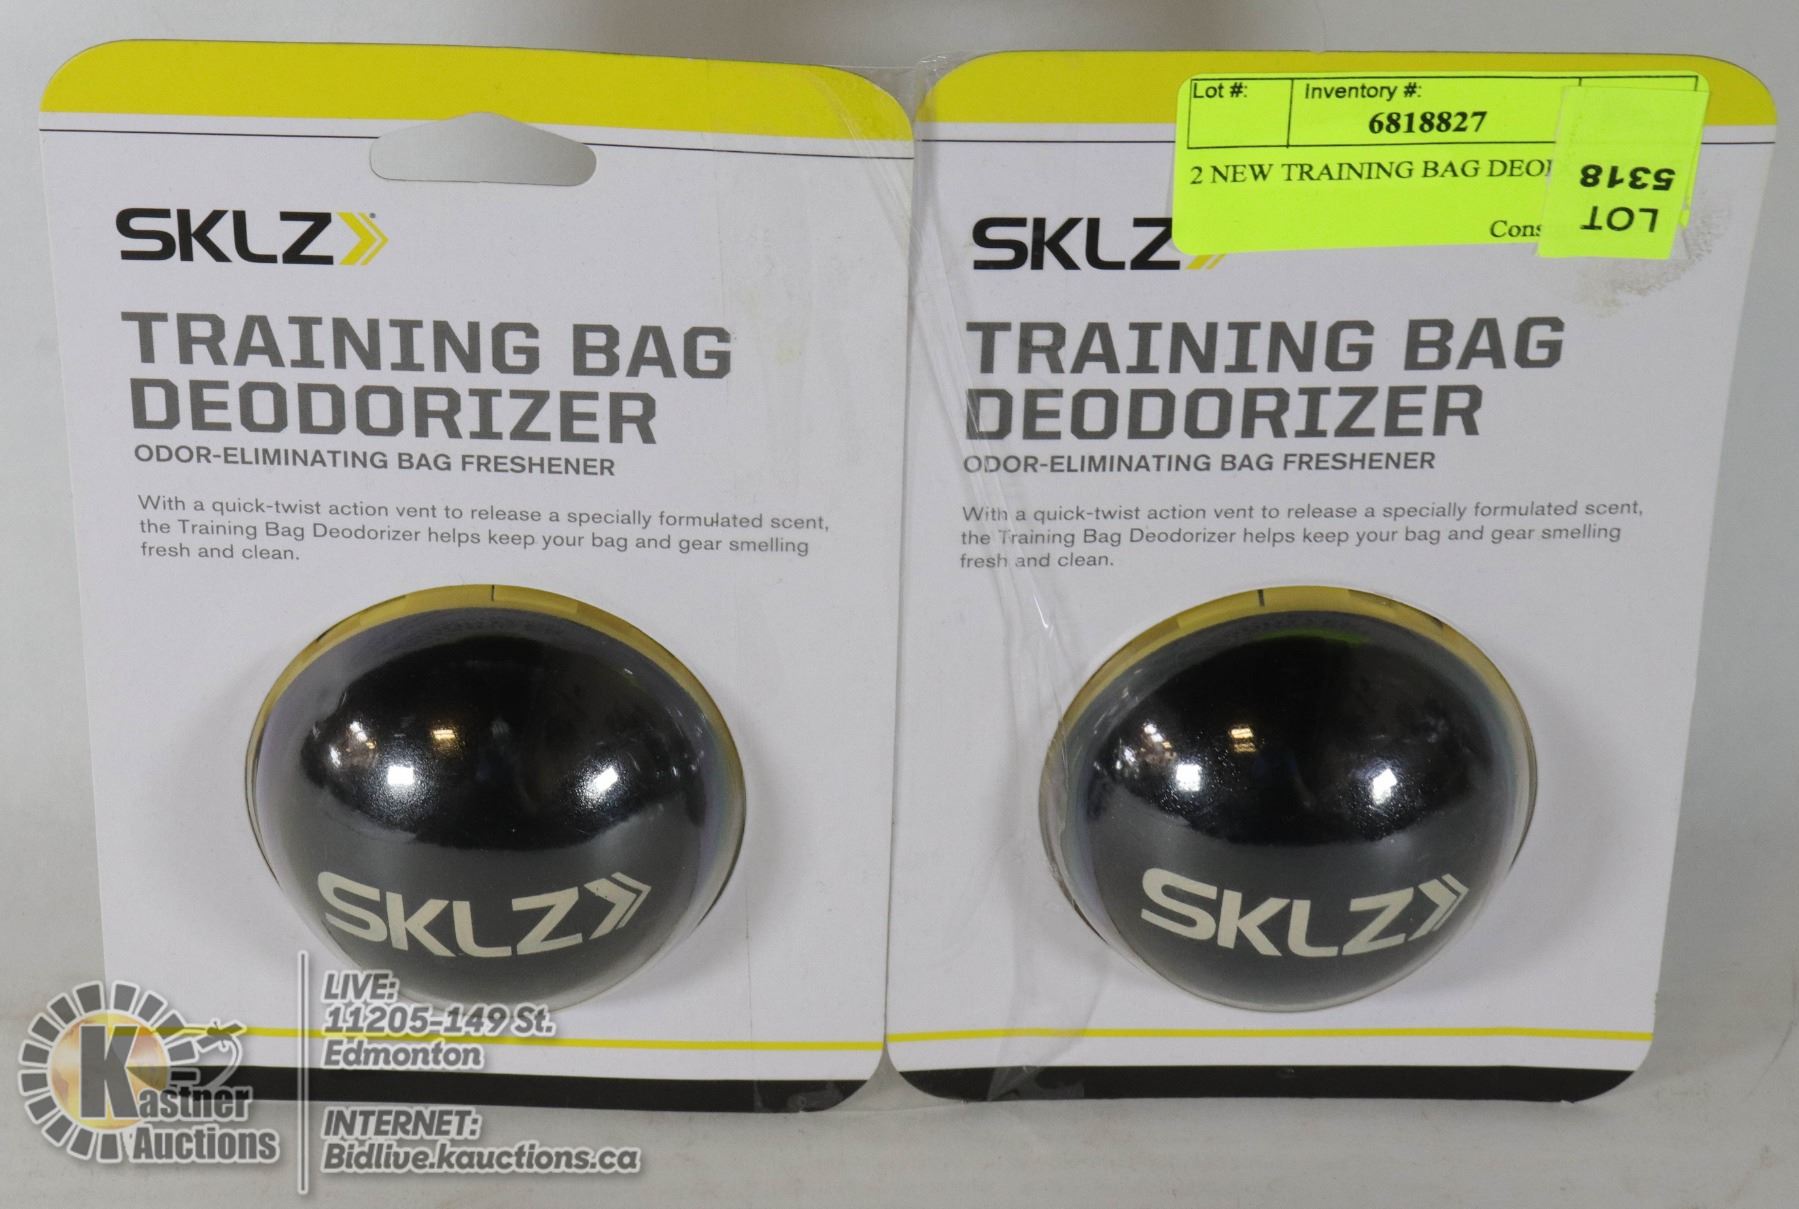 SKLZ
TRAINING BAG
DEODORIZER
ODOR-ELIMINATING BAG FRESHENER
With a quick-twist action vent to release a specially formulated scent,
the Training Bag Deodorizer helps keep your bag and gear smelling
fresh and clean.
SKLZ
Lot #:
Inventory #:
6818827
2 NEW TRAINING BAG
LOT
5318
SKLZ
TRAINING BAG
DEODORIZER
ODOR-ELIMINATING BAG FRESHENER
With a quick-twist action vent to release a specially formulated scent,
the Training Bag Deodorizer helps keep your bag and gear smelling
fresh and clean.
SKLZ
Kastner
Auctions
LIVE:
11205-149 St.
Edmonton
INTERNET:
Bidlive.kauctions.ca